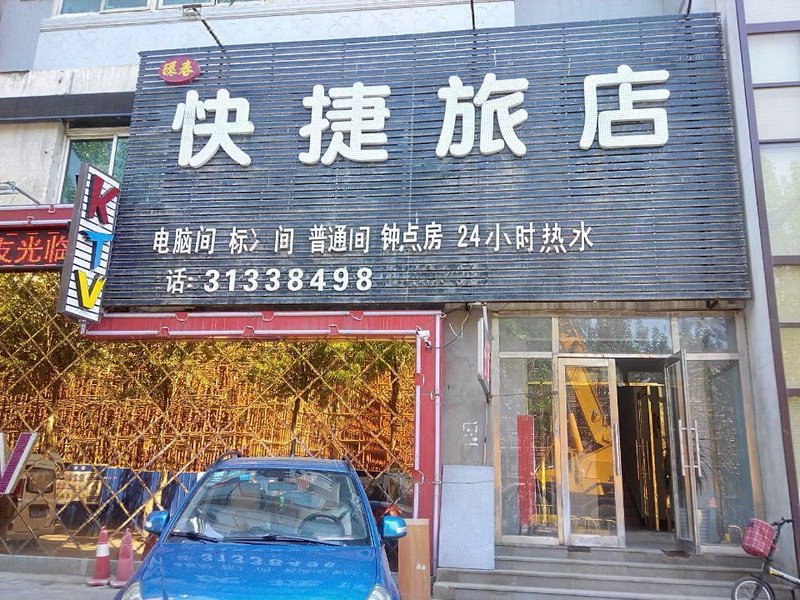 張春
快捷旅店
电脑间 标 间 普通间 钟点房 24小时热水
话:31338498
KTV
友光临